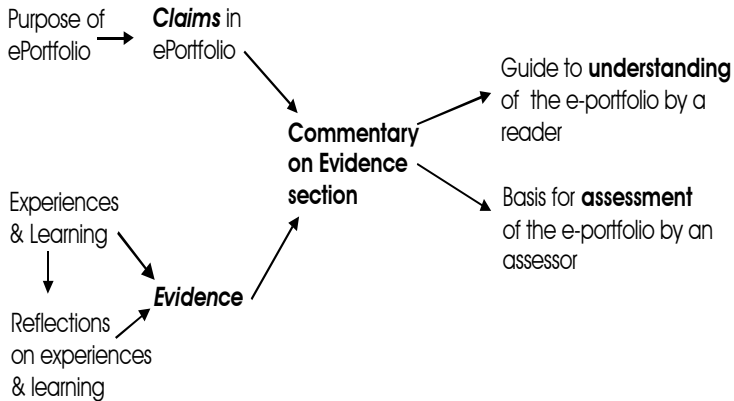 Purpose of
ePortfolio
Claims in
ePortfolio
Guide to understanding
of the e-portfolio by a
reader
Commentary
on Evidence
section
Basis for assessment
of the e-portfolio by an
assessor
Experiences
& Learning
Evidence
Reflections
on experiences
& learning